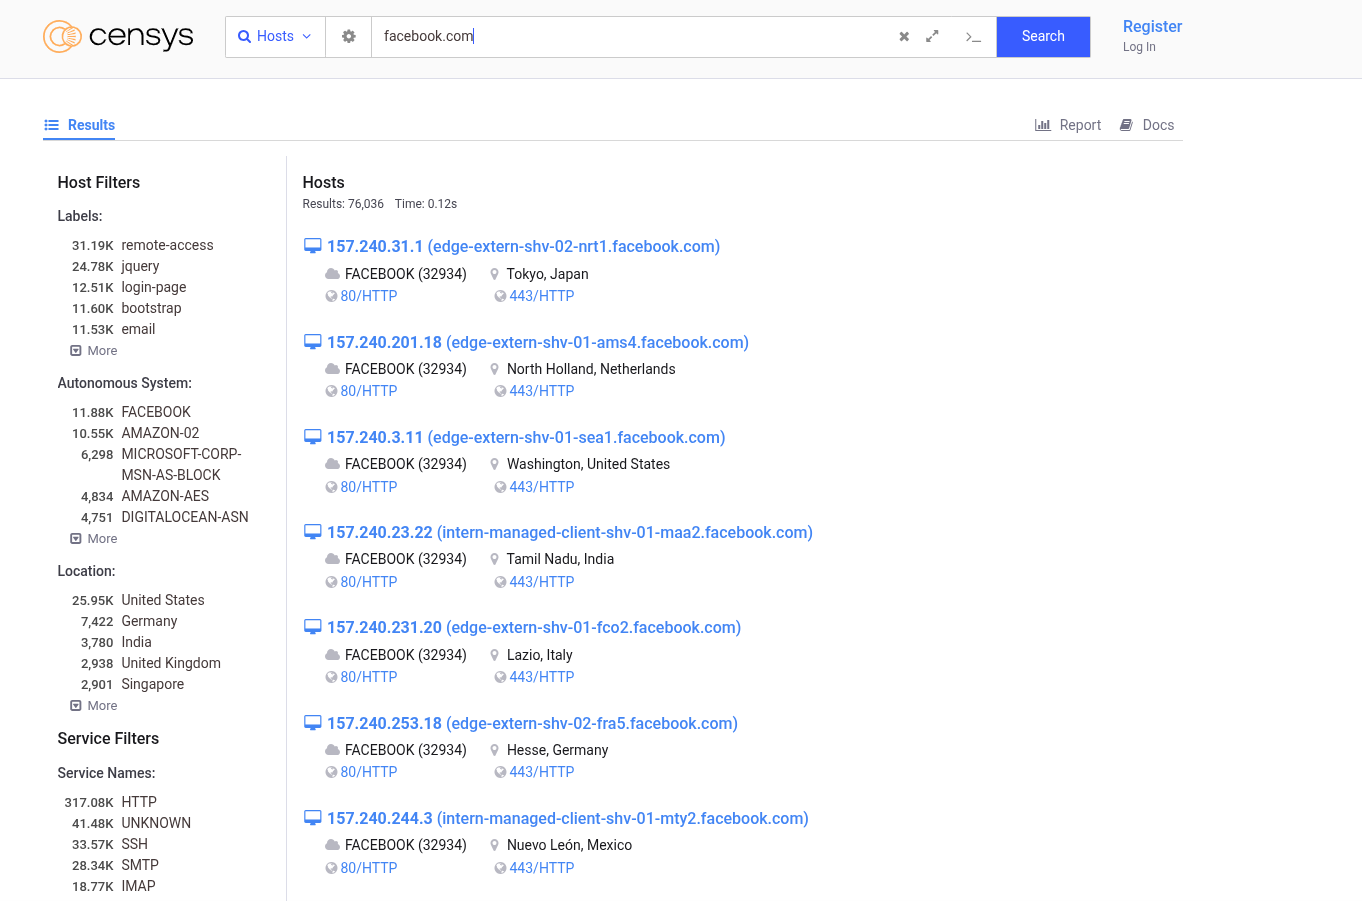 censys
Hosts
facebook.com
>_
Search
Register
Log In
Results
Report
Docs
Host Filters
Labels:
31.19K remote-access
24.78K jquery
12.51K login-page
11.60K bootstrap
11.53K email
More
Autonomous System:
11.88K FACEBOOK
10.55K AMAZON-02
6,298 MICROSOFT-CORP-
MSN-AS-BLOCK
4,834 AMAZON-AES
4,751 DIGITALOCEAN-ASN
More
Location:
25.95K United States
7,422 Germany
3,780 India
2,938 United Kingdom
2,901 Singapore
More
Service Filters
Service Names:
317.08K HTTP
41.48K UNKNOWN
33.57K SSH
28.34K SMTP
18.77K IMAP
Hosts
Results: 76,036 Time: 0.12s
157.240.31.1 (edge-extern-shv-02-nrt1.facebook.com)
FACEBOOK (32934) Tokyo, Japan
80/HTTP 443/HTTP
157.240.201.18 (edge-extern-shv-01-ams4.facebook.com)
FACEBOOK (32934) North Holland, Netherlands
80/HTTP 443/HTTP
157.240.3.11 (edge-extern-shv-01-sea1.facebook.com)
FACEBOOK (32934) Washington, United States
80/HTTP 443/HTTP
157.240.23.22 (intern-managed-client-shv-01-maa2.facebook.com)
FACEBOOK (32934) Tamil Nadu, India
80/HTTP 443/HTTP
157.240.231.20 (edge-extern-shv-01-fco2.facebook.com)
FACEBOOK (32934) Lazio, Italy
80/HTTP 443/HTTP
157.240.253.18 (edge-extern-shv-02-fra5.facebook.com)
FACEBOOK (32934) Hesse, Germany
80/HTTP 443/HTTP
157.240.244.3 (intern-managed-client-shv-01-mty2.facebook.com)
FACEBOOK (32934) Nuevo León, Mexico
80/HTTP 443/HTTP